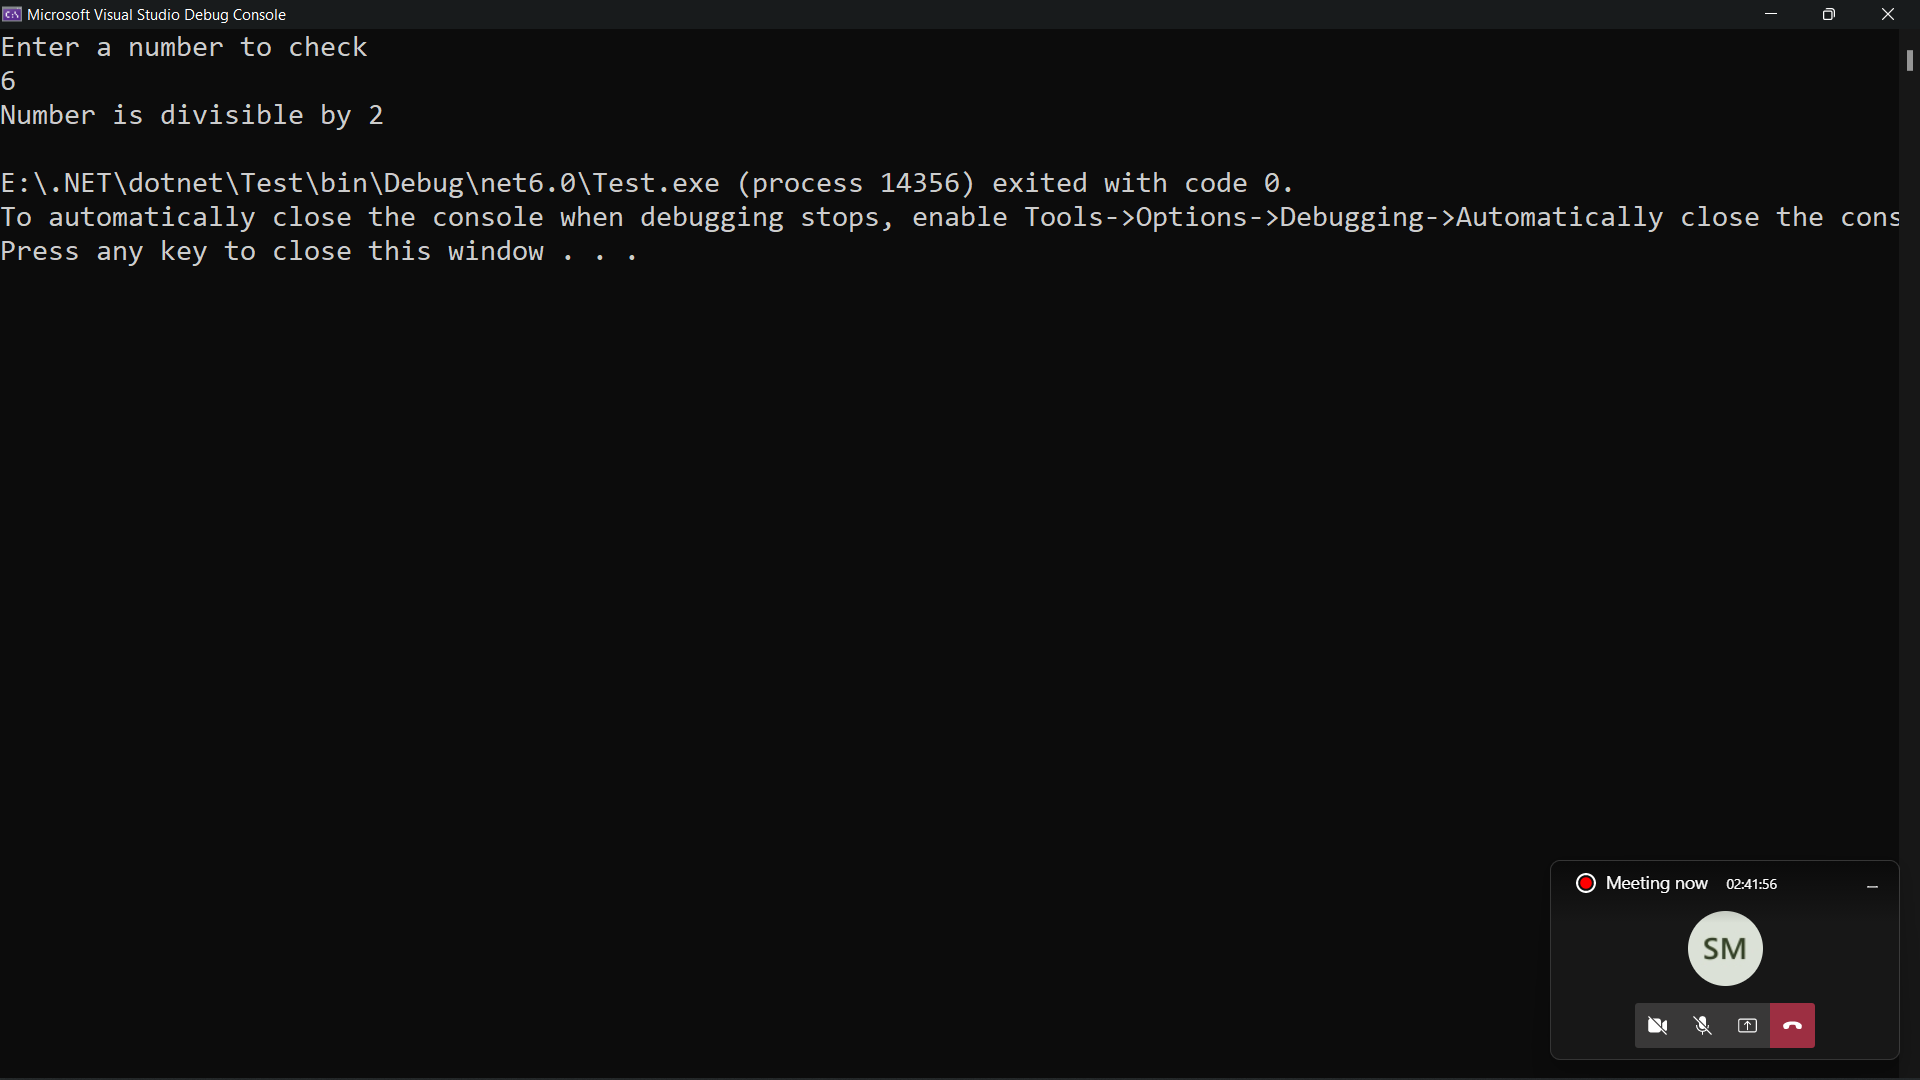 Microsoft Visual Studio Debug Console
Enter a number to check
6
Number is divisible by 2
E:\.NET\dotnet\Test\bin\Debug\net6.0\Test.exe (process 14356) exited with code 0.
To automatically close the console when debugging stops, enable Tools->Options->Debugging->Automatically close the cons
Press any key to close this window . . .
Meeting now 02:41:56
SM